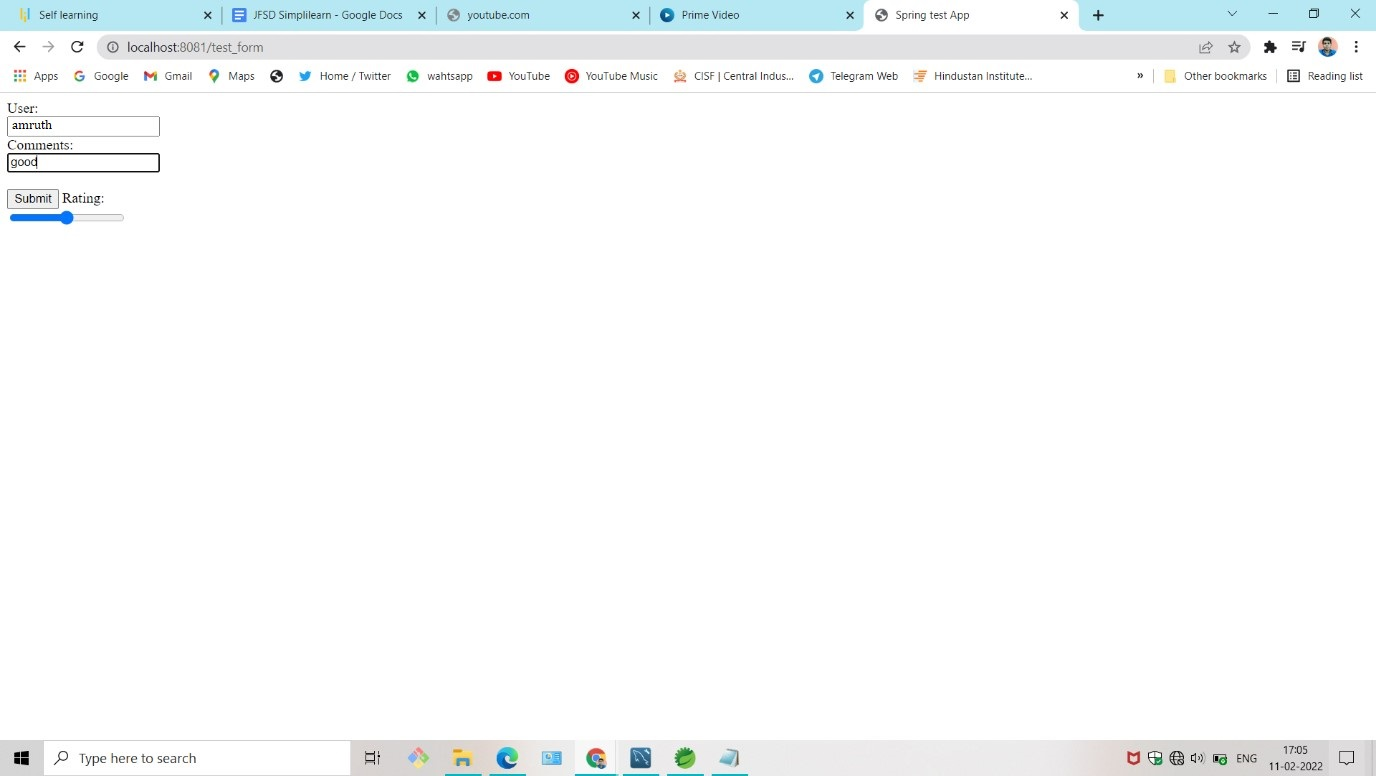 Self learning
JFSD Simplilearn - Google Docs
youtube.com
Prime Video
Spring test App
localhost:8081/test_form
Apps
Google
Gmail
Maps
Home / Twitter
wahtsapp
YouTube
YouTube Music
CISF | Central Indus...
Telegram Web
Hindustan Institute...
»
Other bookmarks
Reading list
User:
amruth
Comments:
good
Submit Rating:
Type here to search
ENG
17:05
11-02-2022